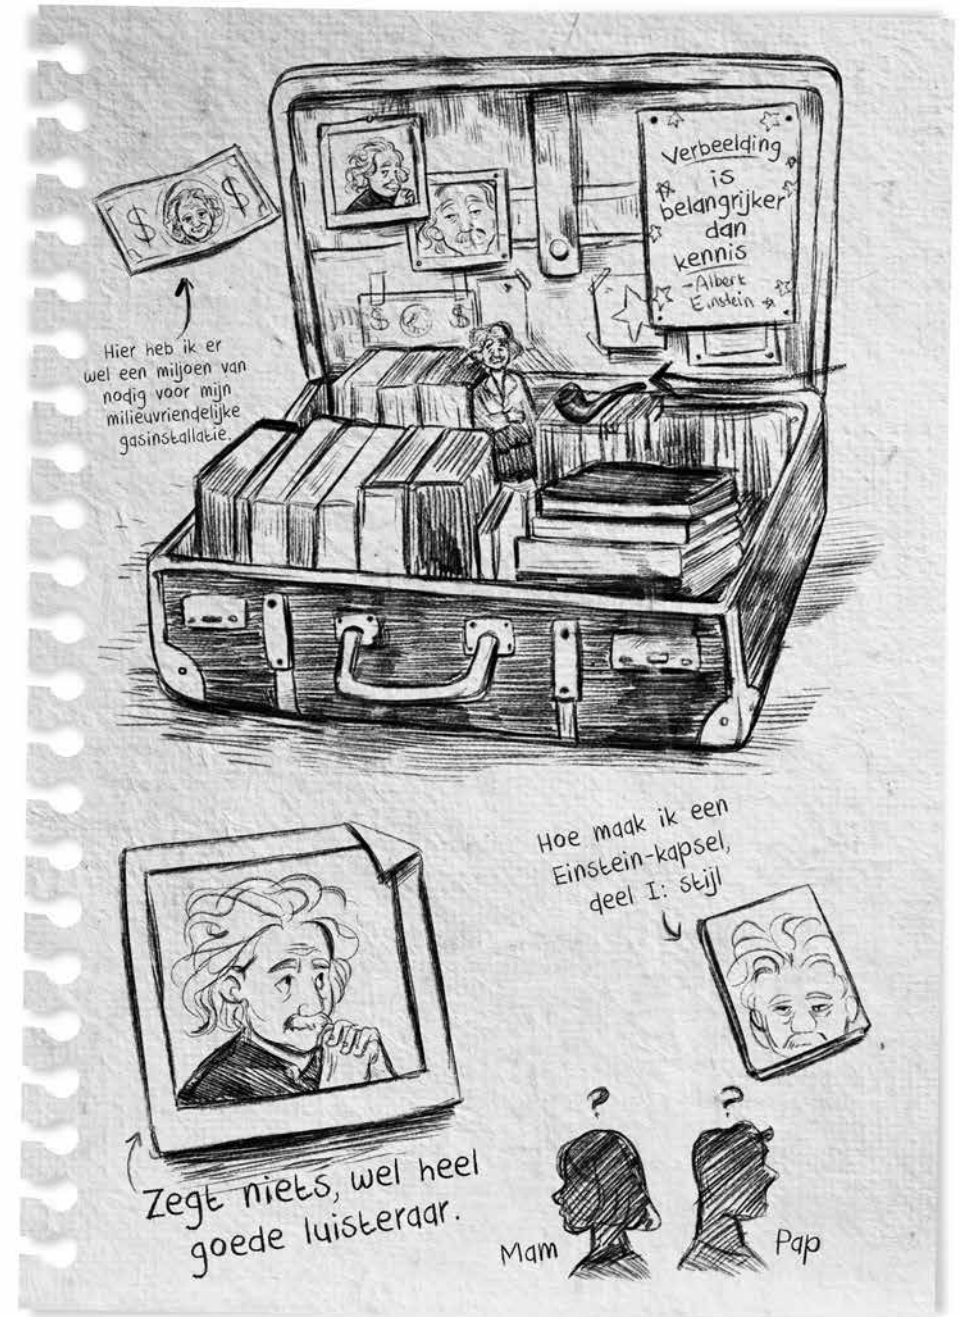 Verbeelding
is
belangrijker
dan
kennis
-Albert
Einstein
$ $
$ $
Hier heb ik er
wel een miljoen van
nodig voor mijn
milieuvriendelijke
gasinstallatie.
Hoe maak ik een
Einstein-kapsel,
deel I: stijl
Zegt niets, wel heel
goede luisteraar.
? ?
Mam
Pap